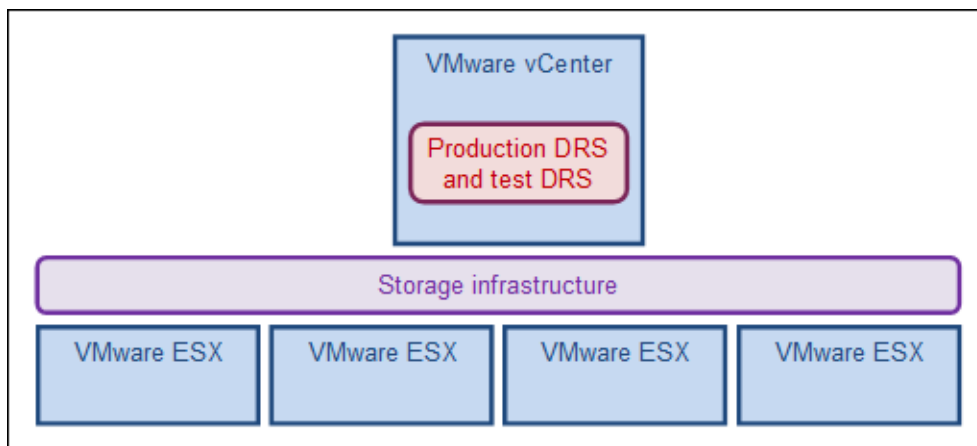 VMware vCenter
Production DRS
and test DRS
Storage infrastructure
VMware ESX
VMware ESX
VMware ESX
VMware ESX